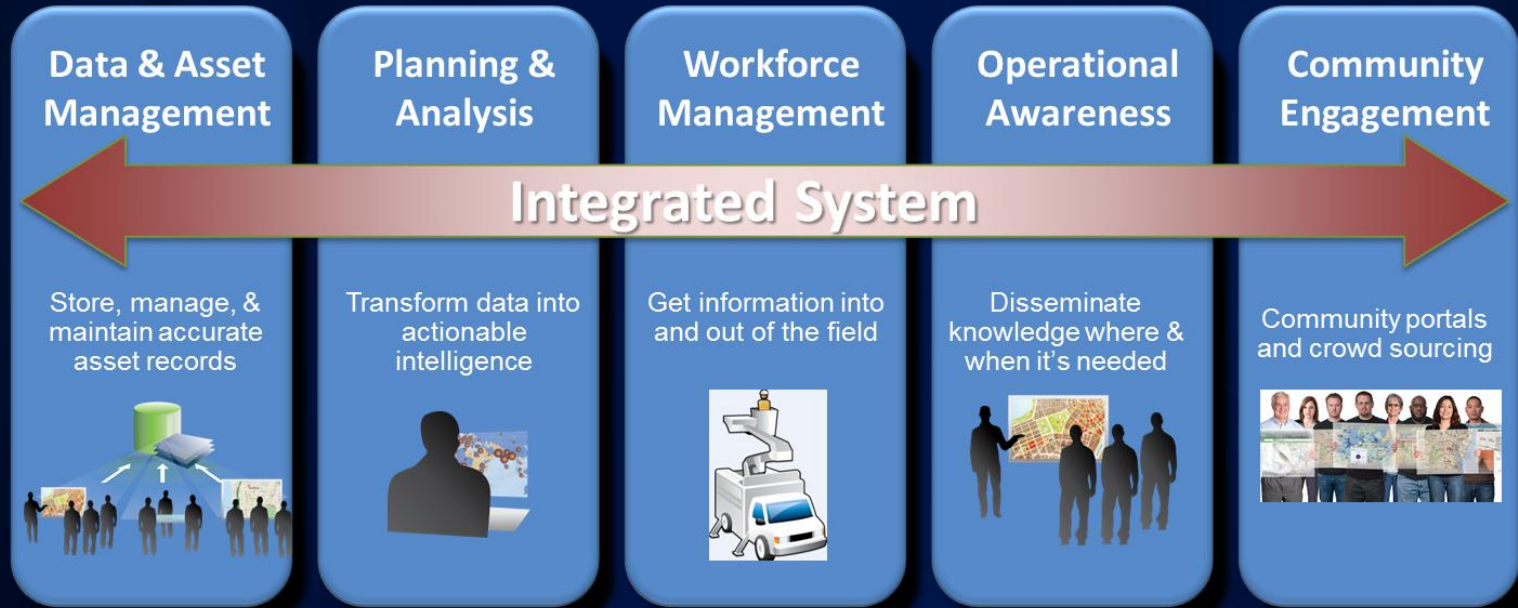 Data & Asset
Management
Planning &
Analysis
Workforce
Management
Operational
Awareness
Community
Engagement
Integrated System
Store, manage, &
maintain accurate
asset records
Transform data into
actionable
intelligence
Get information into
and out of the field
Disseminate
knowledge where &
when it's needed
Community portals
and crowd sourcing